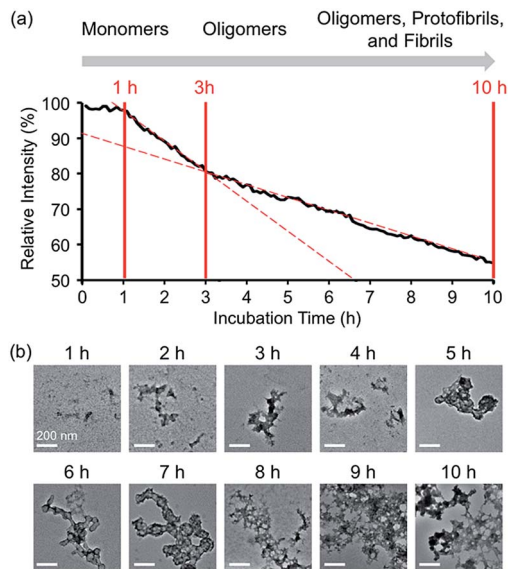 (a)
Monomers
Oligomers
Oligomers, Protofibrils,
and Fibrils
1 h
3h
10 h
Relative Intensity (%)
100
90
80
70
60
50
0 1 2 3 4 5 6 7 8 9 10
Incubation Time (h)
(b)
1 h 2 h 3 h 4 h 5 h
200 nm
6 h 7 h 8 h 9 h 10 h